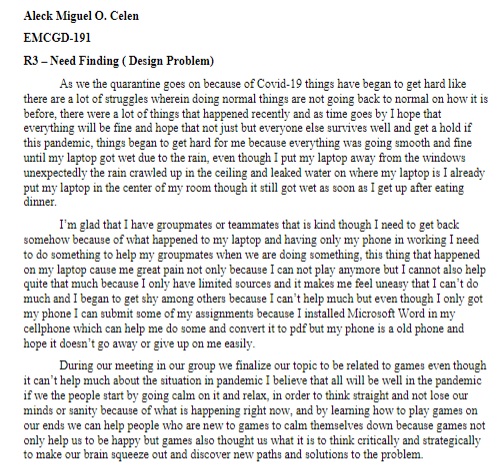 Aleck Miguel O. Celen
EMCGD-191
R3 – Need Finding ( Design Problem)
As we the quarantine goes on because of Covid-19 things have began to get hard like
there are a lot of struggles wherein doing normal things are not going back to normal on how it is
before, there were a lot of things that happened recently and as time goes by I hope that
everything will be fine and hope that not just but everyone else survives well and get a hold if
this pandemic, things began to get hard for me because everything was going smooth and fine
until my laptop got wet due to the rain, even though I put my laptop away from the windows
unexpectedly the rain crawled up in the ceiling and leaked water on where my laptop is I already
put my laptop in the center of my room though it still got wet as soon as I get up after eating
dinner.
I'm glad that I have groupmates or teammates that is kind though I need to get back
somehow because of what happened to my laptop and having only my phone in working I need
to do something to help my groupmates when we are doing something, this thing that happened
on my laptop cause me great pain not only because I can not play anymore but I cannot also help
quite that much because I only have limited sources and it makes me feel uneasy that I can't do
much and I began to get shy among others because I can't help much but even though I only got
my phone I can submit some of my assignments because I installed Microsoft Word in my
cellphone which can help me do some and convert it to pdf but my phone is a old phone and
hope it doesn't go away or give up on me easily.
During our meeting in our group we finalize our topic to be related to games even though
it can't help much about the situation in pandemic I believe that all will be well in the pandemic
if we the people start by going calm on it and relax, in order to think straight and not lose our
minds or sanity because of what is happening right now, and by learning how to play games on
our ends we can help people who are new to games to calm themselves down because games not
only help us to be happy but games also thought us what it is to think critically and strategically
to make our brain squeeze out and discover new paths and solutions to the problem.